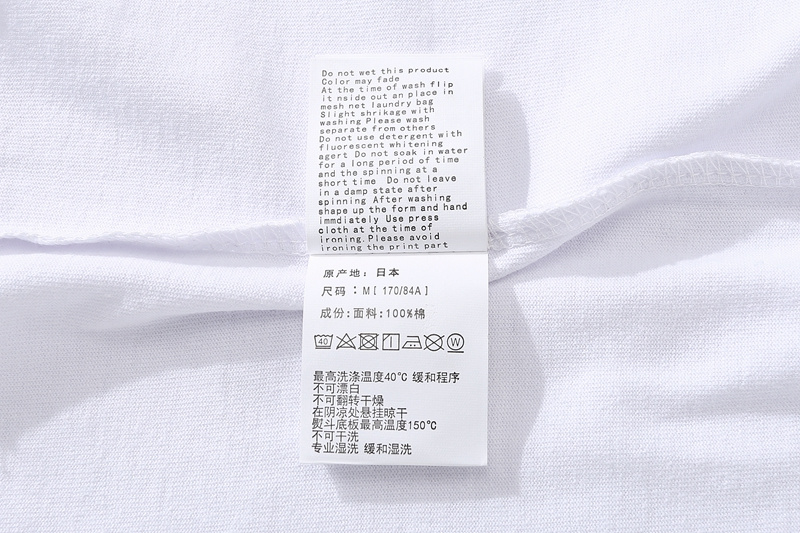 Do not wet this product
Color may fade
At the time of wash flip
it nside out an place in
mesh net laundry bag
Slight shrikage with
washing Please wash
separate from others
Do not use detergent with
fluorescent whitening
agert Do not soak in water
for a long period of time
and the spinning at a
short time Do not leave
in a damp state after
spinning After washing
shape up the form and hand
immdiately Use press
cloth at the time of
ironing.Please avoid
ironing the print part
原产地：日本
尺码：M[ 170/84A]
成份:面料:100%棉
40 W
最高洗涤温度40℃ 缓和程序
不可漂白
不可翻转干燥
在阴凉处悬挂晾干
熨斗底板最高温度150℃
不可干洗
专业湿洗 缓和湿洗